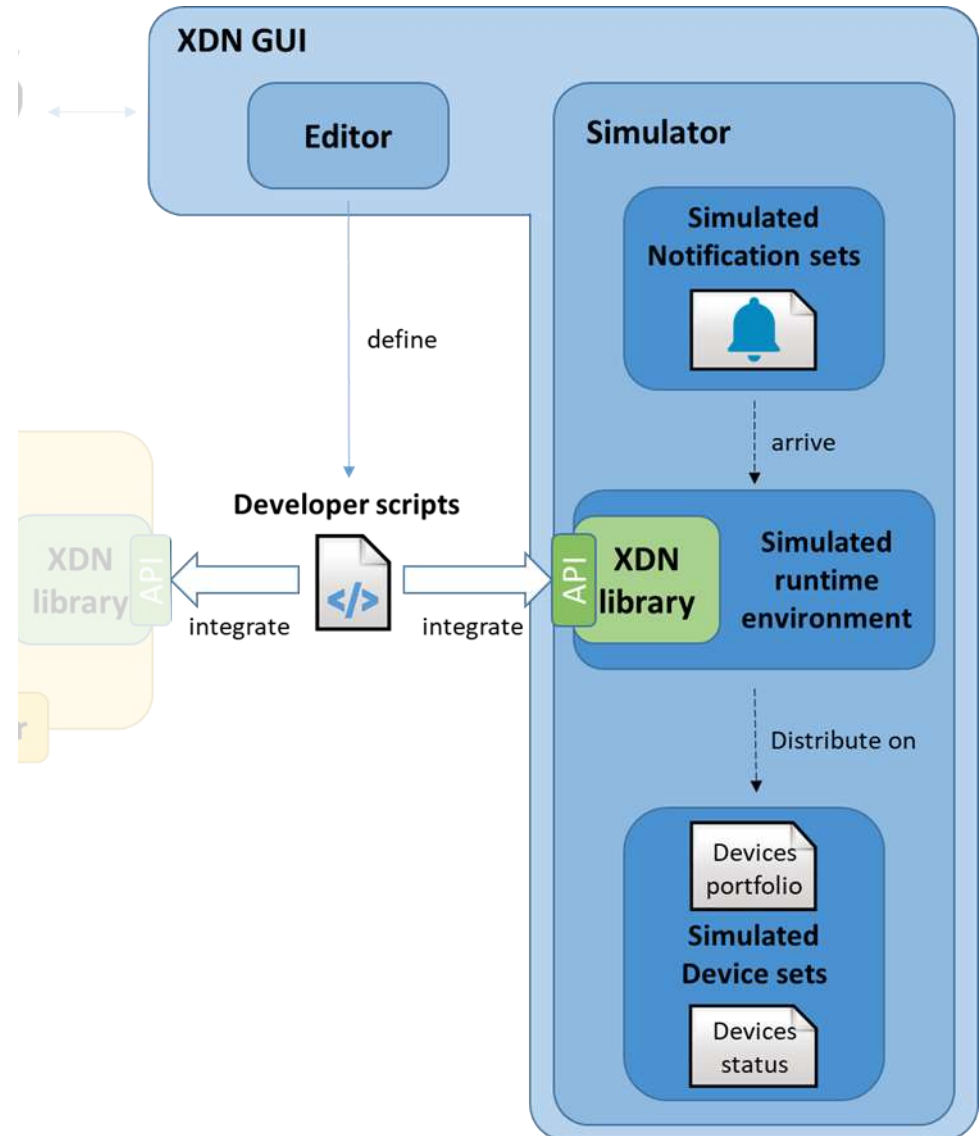 XDN GUI
Editor
Simulator
Simulated
Notification sets
define
arrive
Developer scripts
XDN
library
API
integrate
</>
integrate
API
XDN
library
Simulated
runtime
environment
r
Distribute on
Devices
portfolio
Simulated
Device sets
Devices
status